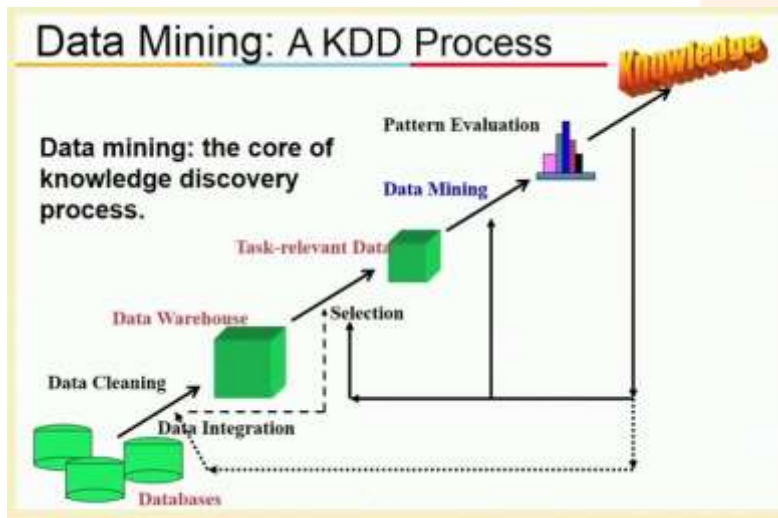 Data Mining: A KDD Process
Knowledge
Pattern Evaluation
Data mining: the core of
knowledge discovery
process.
Data Mining
Task-relevant Data
Selection
Data Warehouse
Data Cleaning
Data Integration
Databases